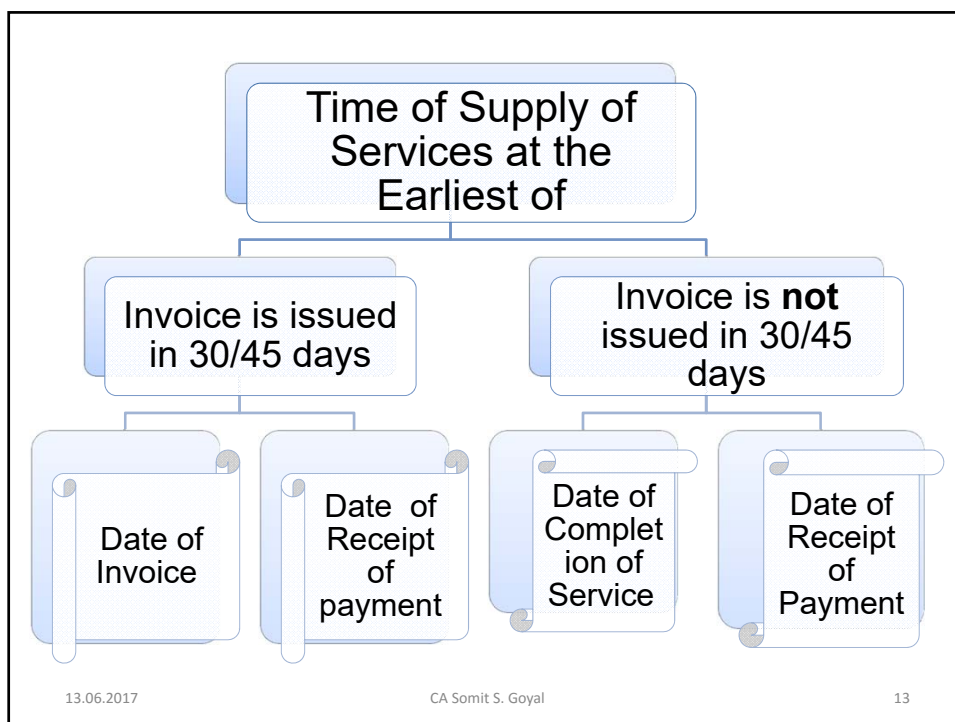 Time of Supply of
Services at the
Earliest of
Invoice is issued
in 30/45 days
Invoice is not
issued in 30/45
days
Date of
Invoice
Date of
Receipt
of
payment
Date of
Complet
ion of
Service
Date of
Receipt
of
Payment
13.06.2017
CA Somit S. Goyal
13